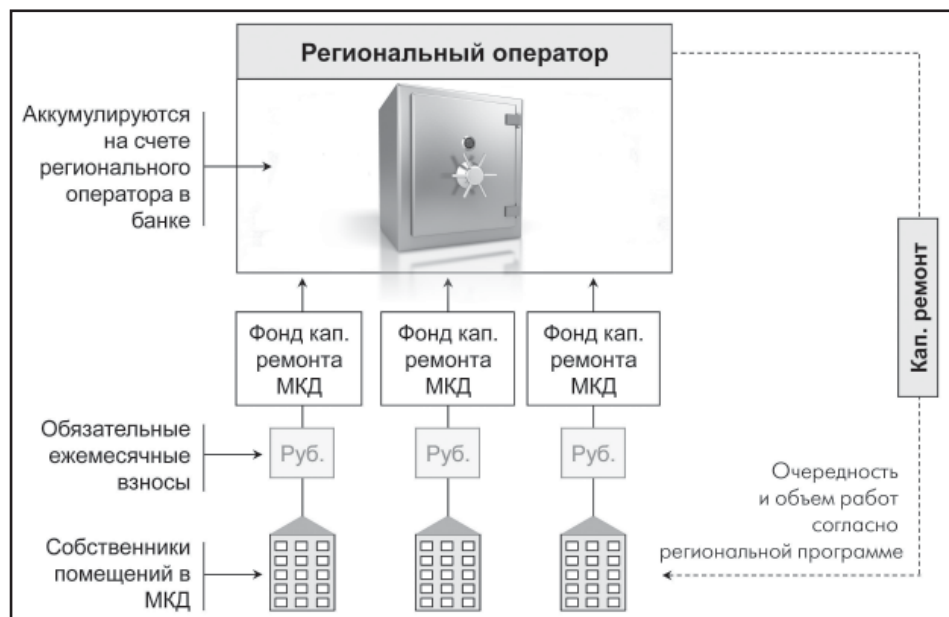 Региональный оператор
Аккумулируются
на счете
регионального
оператора в
банке
Кап. ремонт
Фонд кап.
ремонта
МКД
Фонд кап.
ремонта
МКД
Фонд кап.
ремонта
МКД
Обязательные
ежемесячные
взносы
Руб.
Руб.
Руб.
Очередность
и объем работ
согласно
региональной программе
Собственники
помещений в
МКД